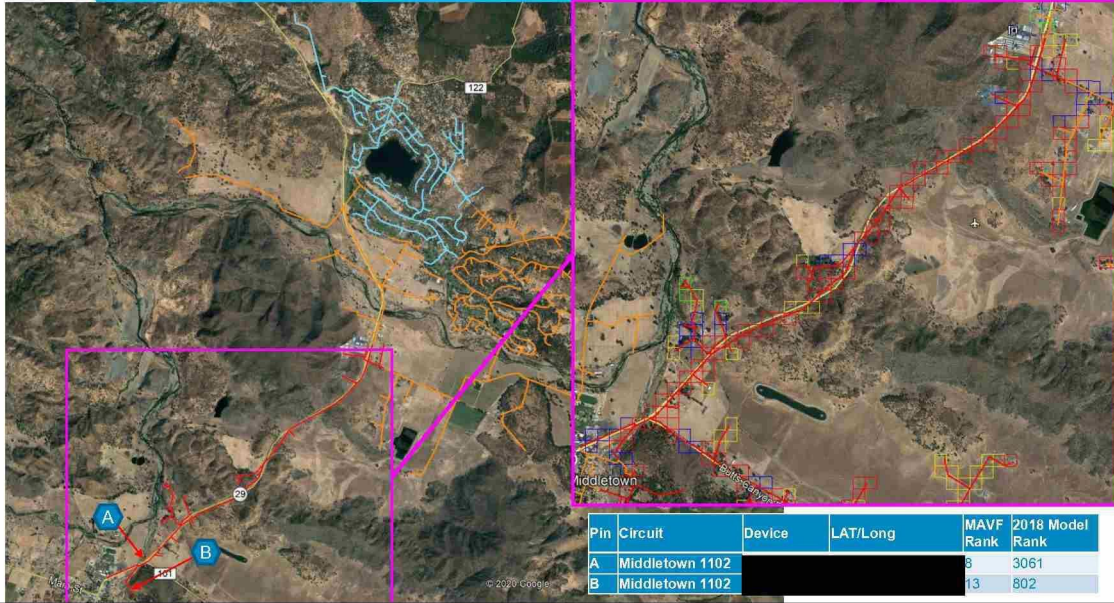 122
29
A
B
101
© 2020 Google
Middletown
Butts Canyon
Pin Circuit Device LAT/Long MAVF Rank 2018 Model Rank
A Middletown 1102 8 3061
B Middletown 1102 13 802